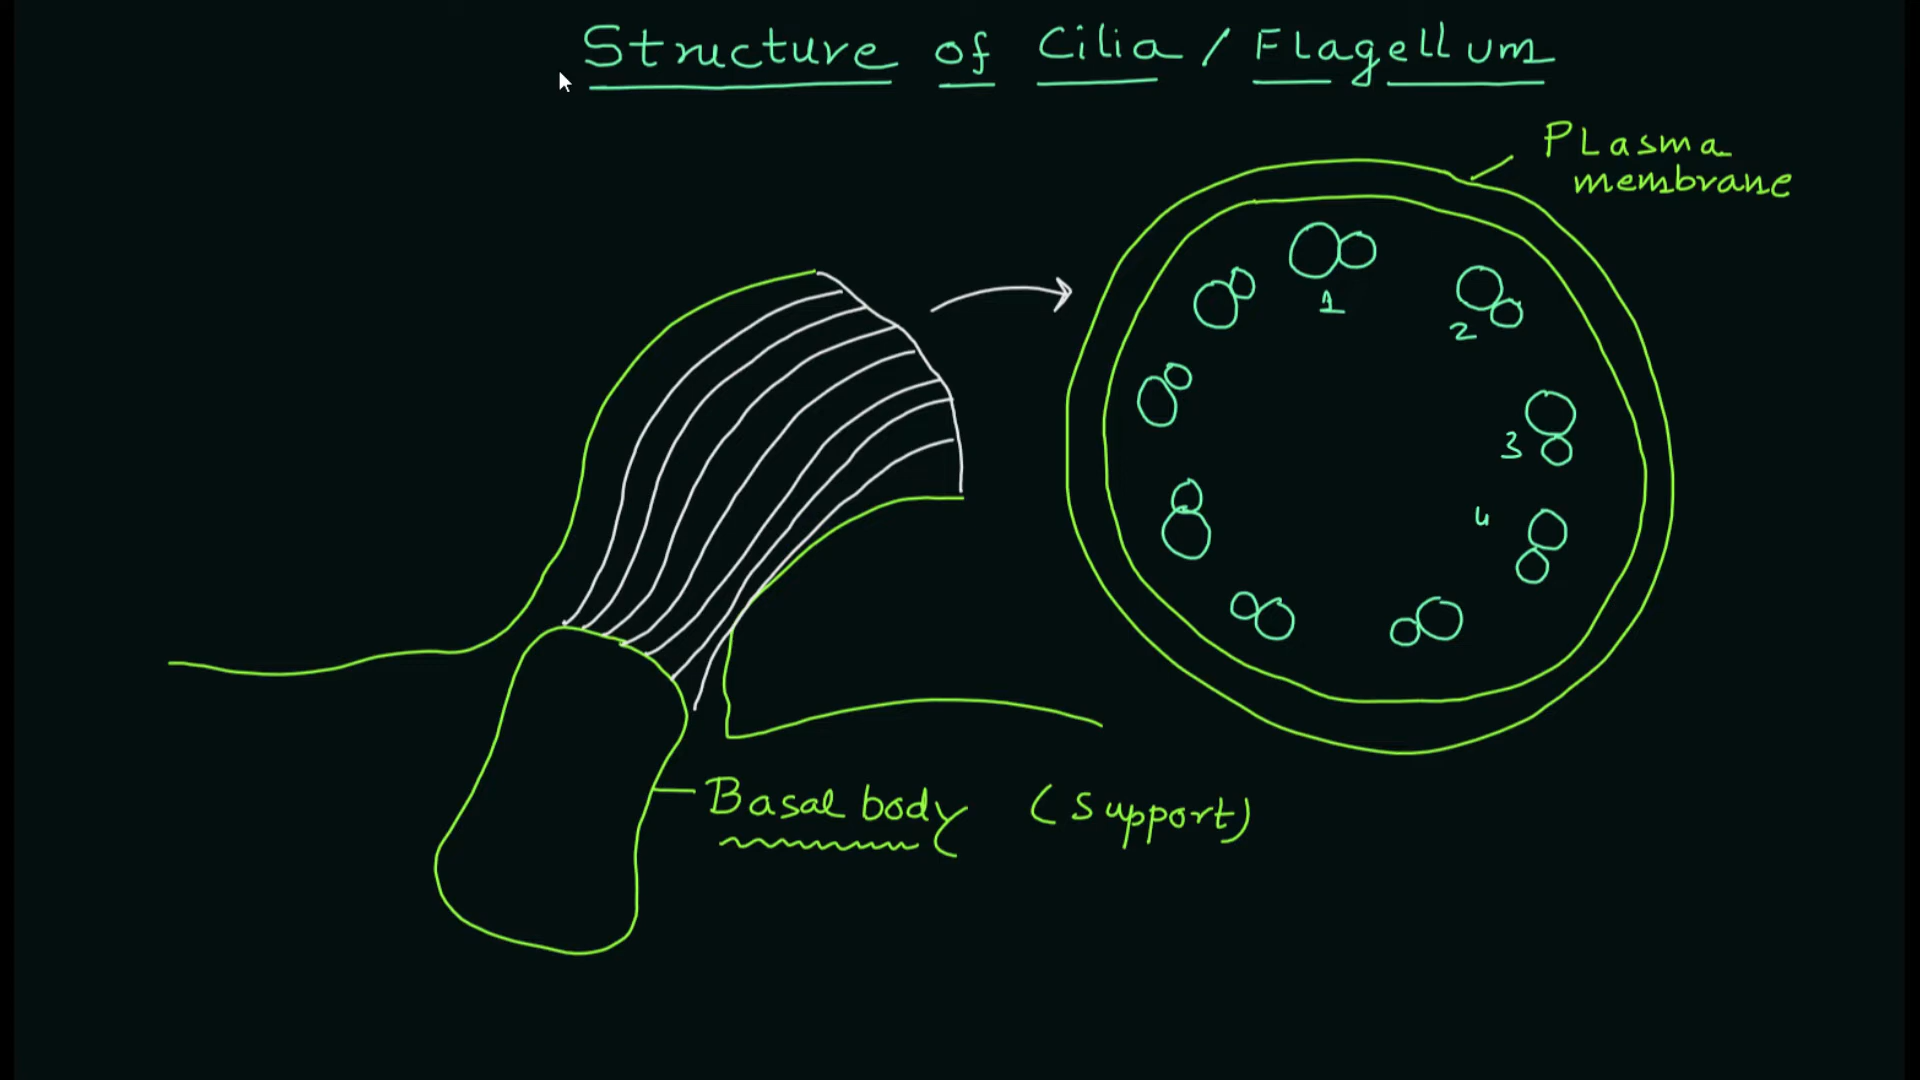 Structure of Cilia / Flagellum
Plasma
membrane
1
2
3
4
Basal body (support)